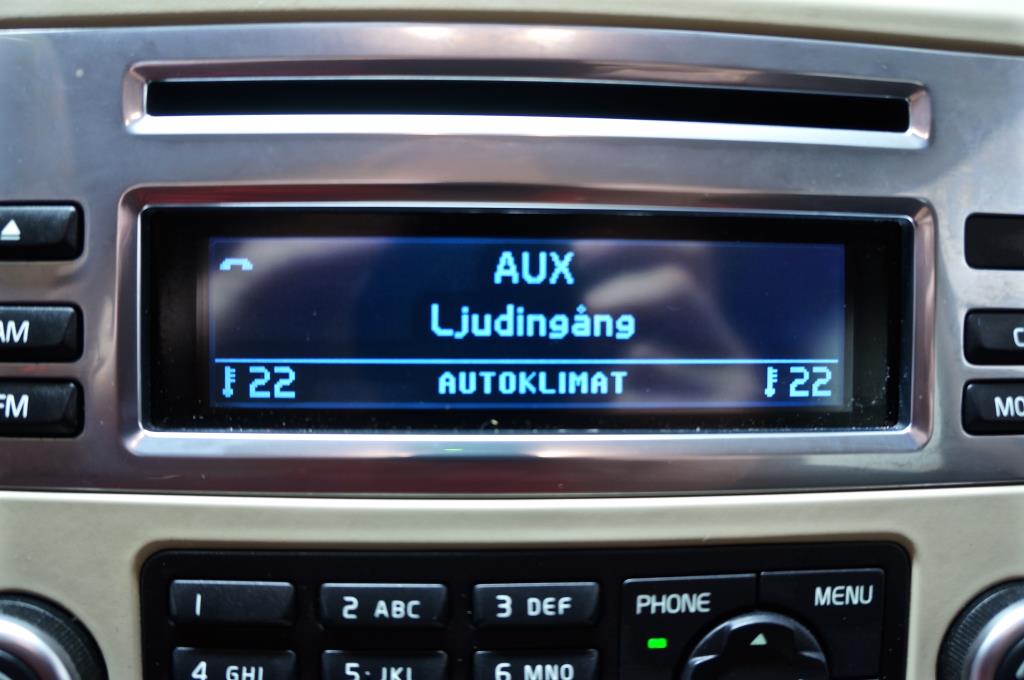 AUX
Ljudingång
22 AUTOKLIMAT 22
AM
FM
1
2 ABC
3 DEF
PHONE
MENU
4 GHI
5 · JKL
6 MNO